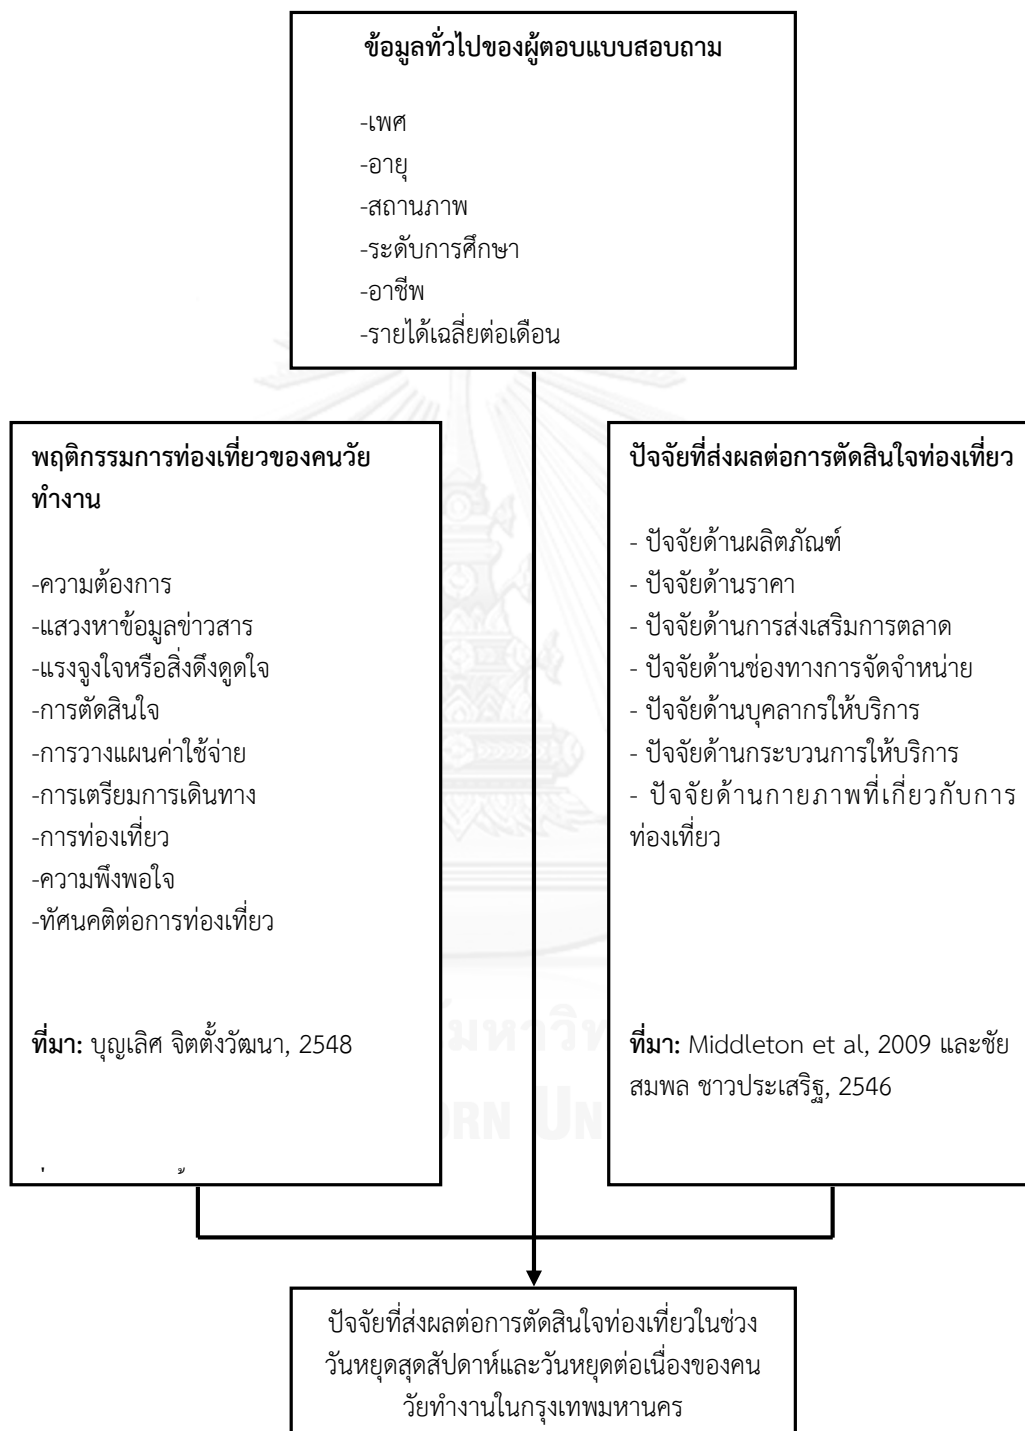 ข้อมูลทั่วไปของผู้ตอบแบบสอบถาม
-เพศ
-อายุ
-สถานภาพ
-ระดับการศึกษา
-อาชีพ
-รายได้เฉลี่ยต่อเดือน
พฤติกรรมการท่องเที่ยวของคนวัย
ทำงาน
-ความต้องการ
-แสวงหาข้อมูลข่าวสาร
-แรงจูงใจหรือสิ่งดึงดูดใจ
-การตัดสินใจ
-การวางแผนค่าใช้จ่าย
-การเตรียมการเดินทาง
-การท่องเที่ยว
-ความพึงพอใจ
-ทัศนคติต่อการท่องเที่ยว
ที่มา: บุญเลิศ จิตตั้งวัฒนา, 2548
ปัจจัยที่ส่งผลต่อการตัดสินใจท่องเที่ยว
- ปัจจัยด้านผลิตภัณฑ์
- ปัจจัยด้านราคา
- ปัจจัยด้านการส่งเสริมการตลาด
- ปัจจัยด้านช่องทางการจัดจำหน่าย
- ปัจจัยด้านบุคลากรให้บริการ
- ปัจจัยด้านกระบวนการให้บริการ
- ปัจจัยด้านกายภาพที่เกี่ยวกับการ
ท่องเที่ยว
ที่มา: Middleton et al, 2009 และชัย
สมพล ชาวประเสริฐ, 2546
ปัจจัยที่ส่งผลต่อการตัดสินใจท่องเที่ยวในช่วง
วันหยุดสุดสัปดาห์และวันหยุดต่อเนื่องของคน
วัยทำงานในกรุงเทพมหานคร